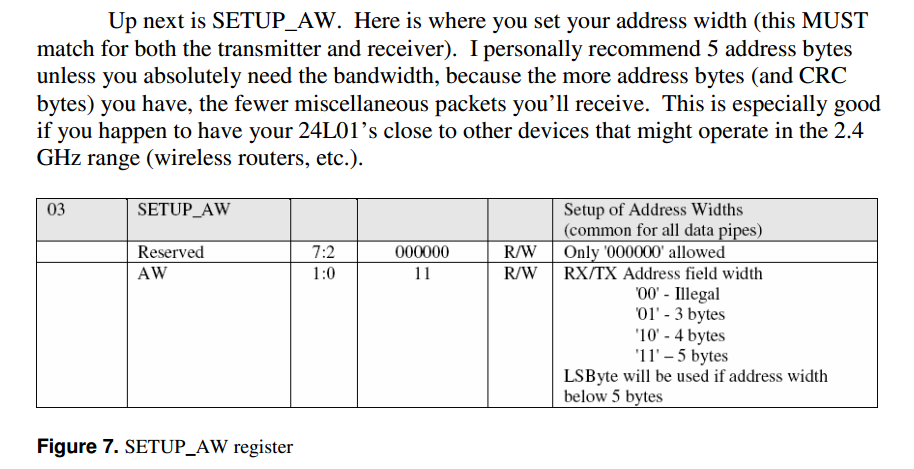 Up next is SETUP_AW. Here is where you set your address width (this MUST
match for both the transmitter and receiver). I personally recommend 5 address bytes
unless you absolutely need the bandwidth, because the more address bytes (and CRC
bytes) you have, the fewer miscellaneous packets you’ll receive. This is especially good
if you happen to have your 24L01’s close to other devices that might operate in the 2.4
GHz range (wireless routers, etc.).
03 SETUP_AW Setup of Address Widths
(common for all data pipes)
Reserved 7:2 000000 R/W Only '000000' allowed
AW 1:0 11 R/W RX/TX Address field width
'00' - Illegal
'01' - 3 bytes
'10' - 4 bytes
'11' – 5 bytes
LSByte will be used if address width
below 5 bytes
Figure 7. SETUP_AW register